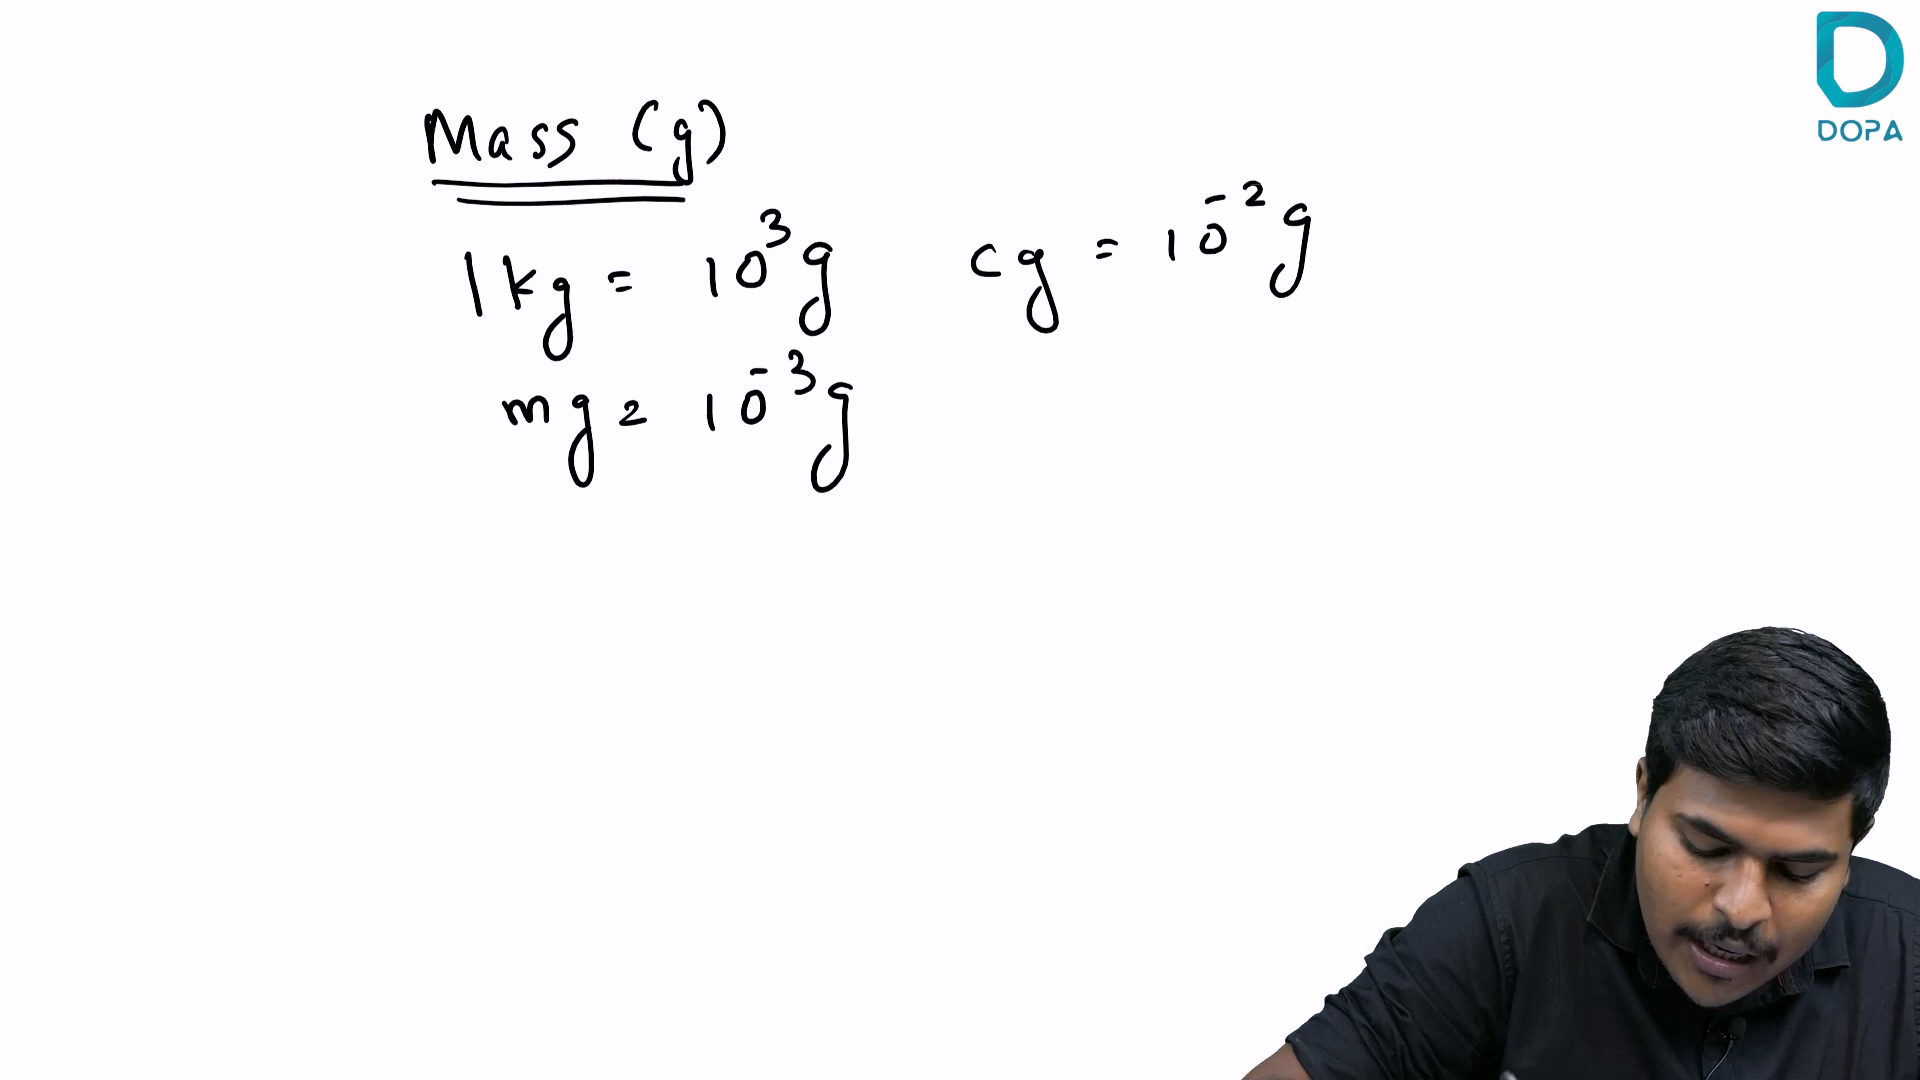 Mass (g)
1kg = 10³g
cg = 10⁻²g
mg = 10⁻³g
DOPA